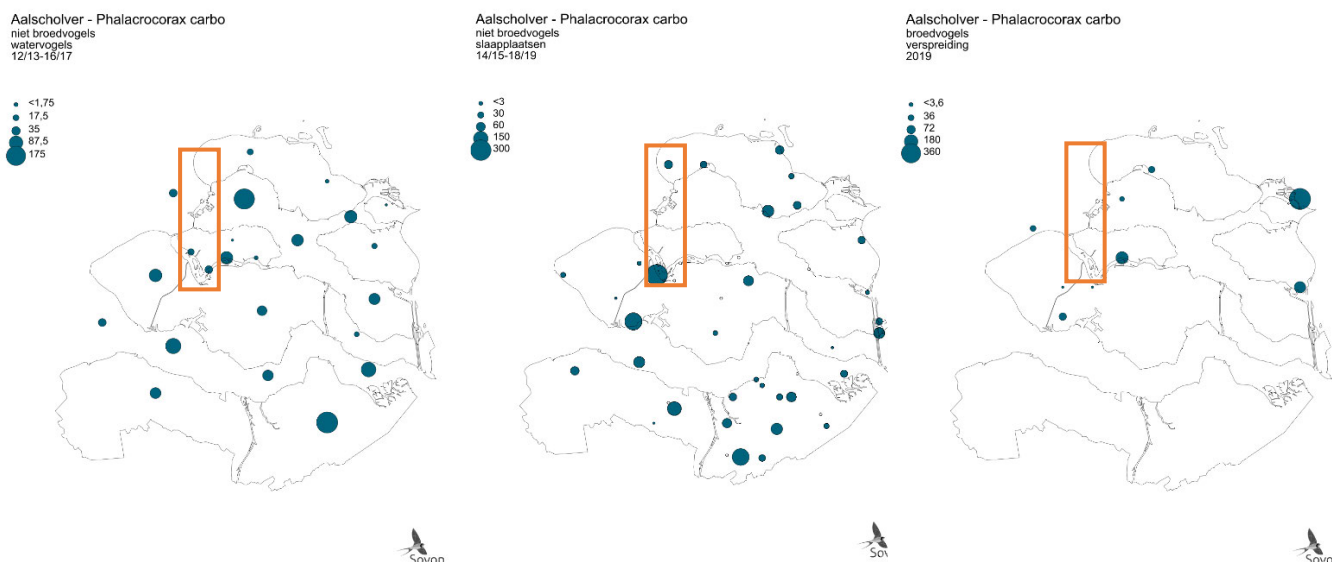 Aalscholver - Phalacrocorax carbo
niet broedvogels
watervogels
12/13-16/17
<1,75
17,5
35
87,5
175
Aalscholver - Phalacrocorax carbo
niet broedvogels
slaapplaatsen
14/15-18/19
<3
30
60
150
300
Aalscholver - Phalacrocorax carbo
broedvogels
verspreiding
2019
<3,6
36
72
180
360